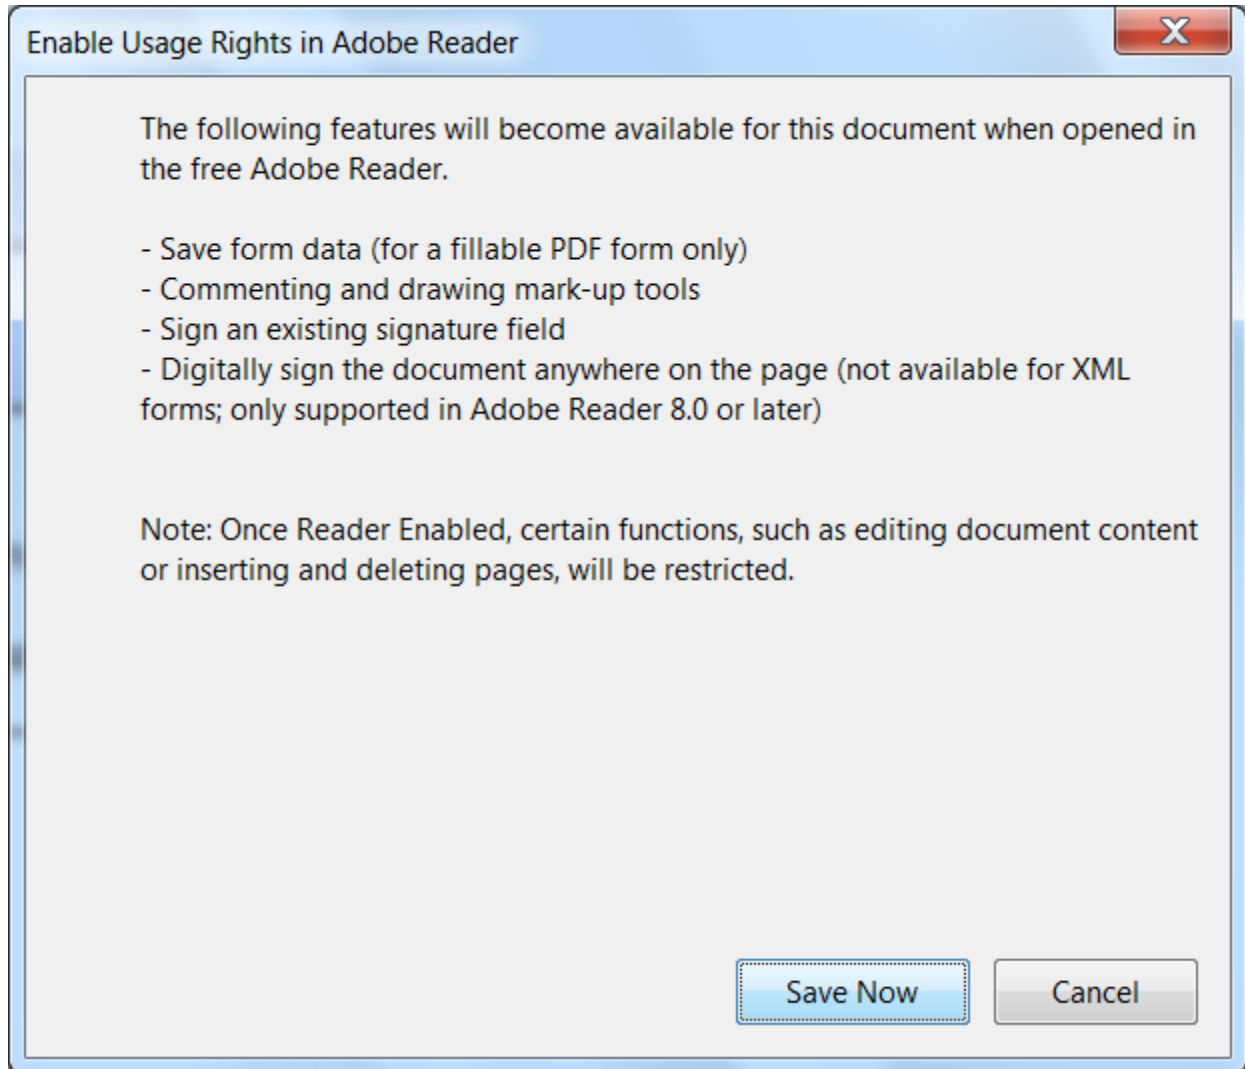 Enable Usage Rights in Adobe Reader
The following features will become available for this document when opened in
the free Adobe Reader.
- Save form data (for a fillable PDF form only)
- Commenting and drawing mark-up tools
- Sign an existing signature field
- Digitally sign the document anywhere on the page (not available for XML
forms; only supported in Adobe Reader 8.0 or later)
Note: Once Reader Enabled, certain functions, such as editing document content
or inserting and deleting pages, will be restricted.
Save Now
Cancel